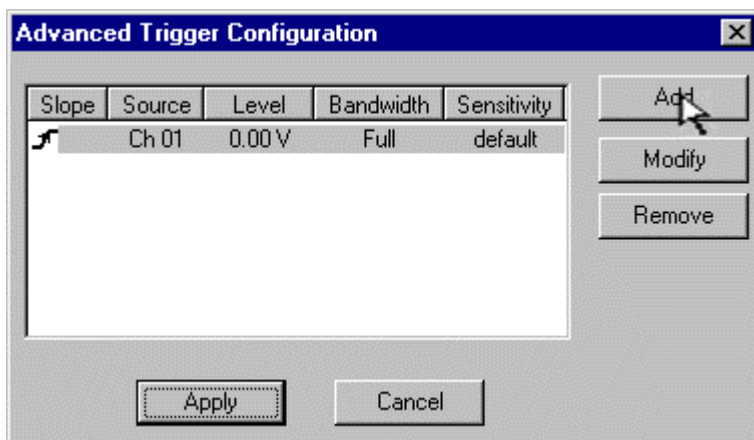 Advanced Trigger Configuration
Slope Source Level Bandwidth Sensitivity
Ch 01 0.00 V Full default
Add
Modify
Remove
Apply Cancel